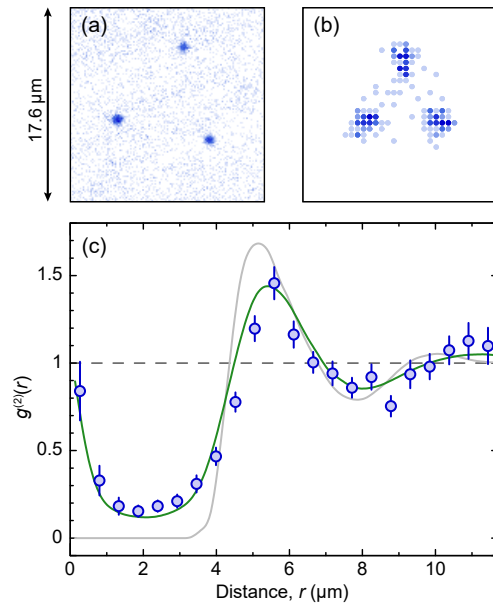 (a)
(b)
17.6 µm
(c)
g⁽²⁾(r)
1.5
1
0.5
0
0 2 4 6 8 10
Distance, r (µm)